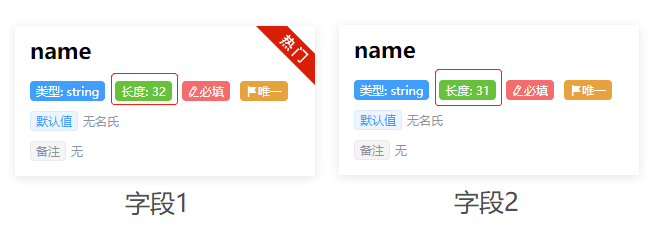 name
热门
类型: string 长度: 32 必填 唯一
默认值 无名氏
备注 无
字段1
name
类型: string 长度: 31 必填 唯一
默认值 无名氏
备注 无
字段2